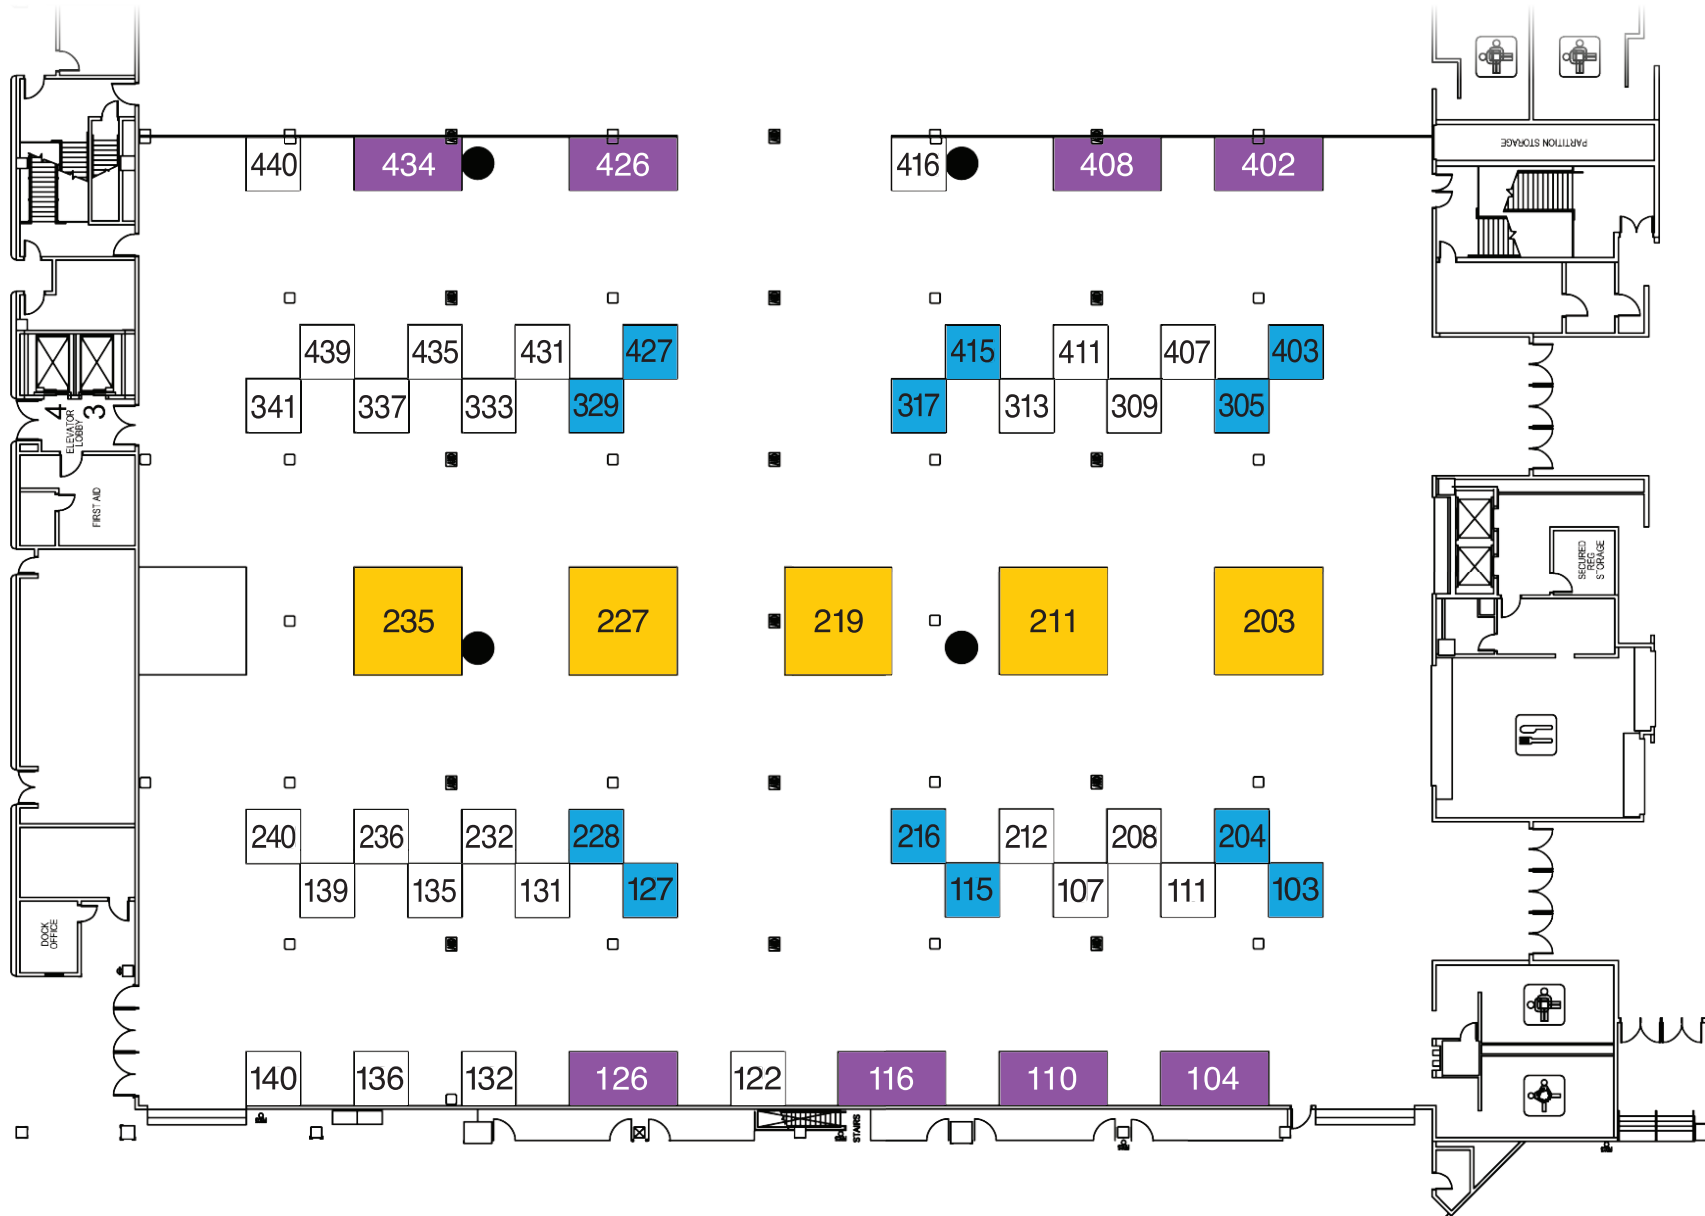 PARTITION STORAGE
440 434 426 416 408 402
439 435 431 427 415 411 407 403
341 337 333 329 317 313 309 305
4 3
ELEVATOR
LOBBY
FIRST AID
SECURED
REG
STORAGE
235 227 219 211 203
240 236 232 228 216 212 208 204
139 135 131 127 115 107 111 103
DOCK
OFFICE
140 136 132 126 122 116 110 104
STAIRS